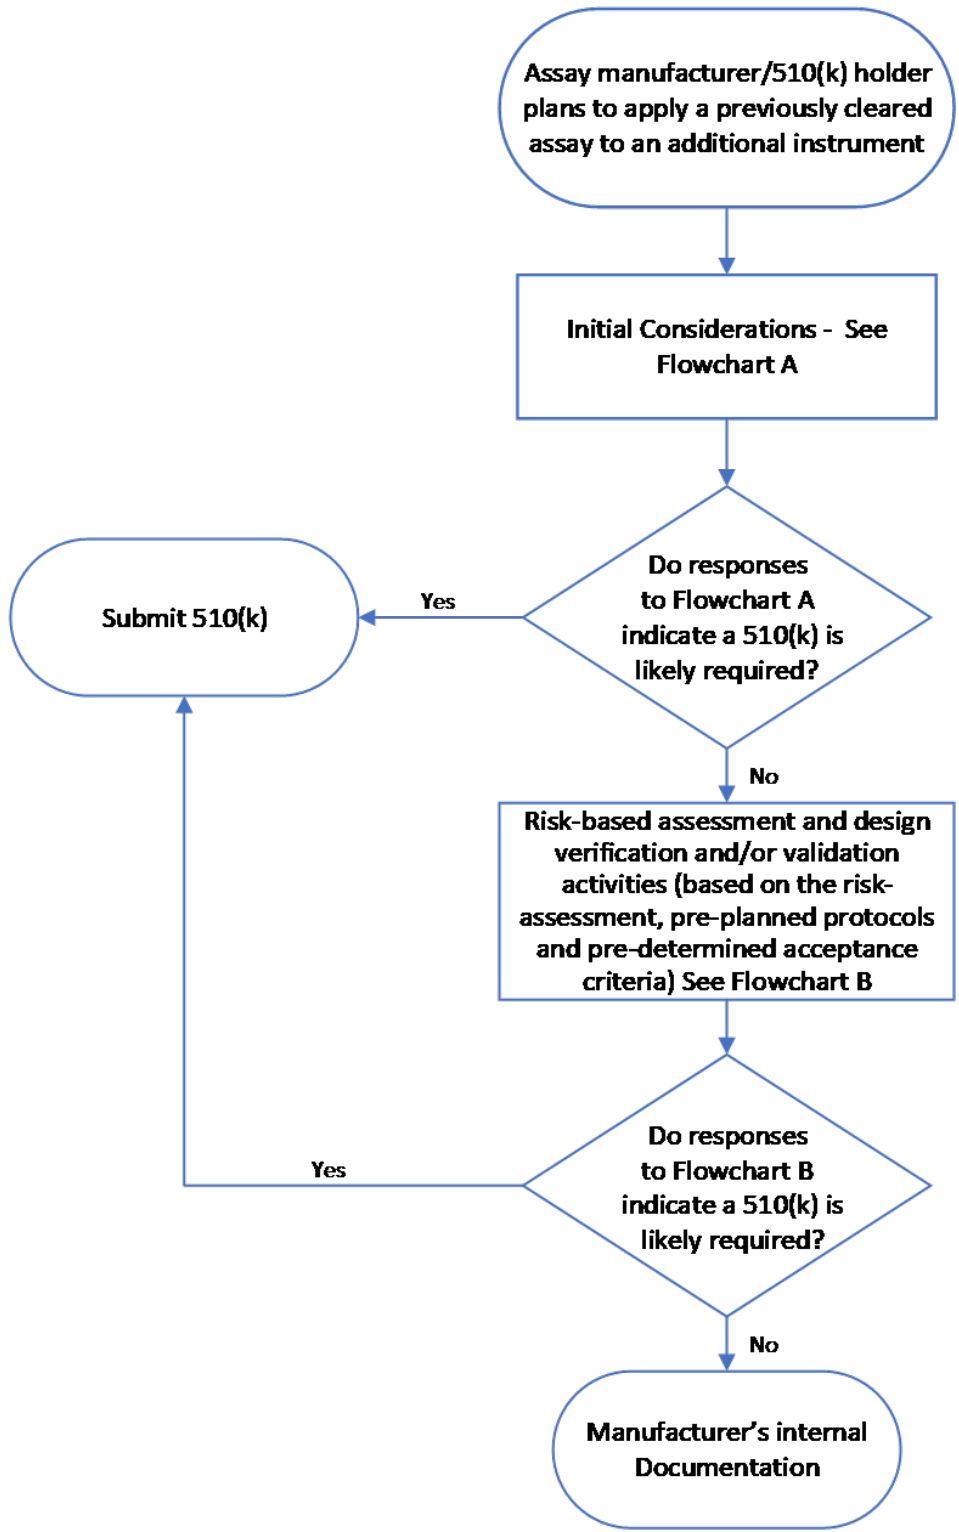 Assay manufacturer/510(k) holder
plans to apply a previously cleared
assay to an additional instrument
Initial Considerations - See
Flowchart A
Do responses
to Flowchart A
indicate a 510(k) is
likely required?
Yes
Submit 510(k)
No
Risk-based assessment and design
verification and/or validation
activities (based on the risk-
assessment, pre-planned protocols
and pre-determined acceptance
criteria) See Flowchart B
Do responses
to Flowchart B
indicate a 510(k) is
likely required?
Yes
No
Manufacturer's internal
Documentation